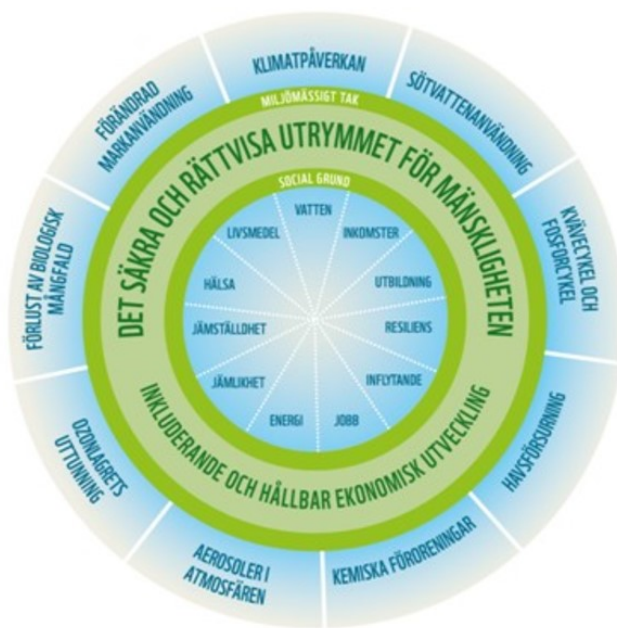 KLIMATPÅVERKAN
SÖTVATTENANVÄNDNING
KVÄVECYKEL OCH
FOSFORCYKEL
HAVSFÖRSURNING
KEMISKA FÖRORENINGAR
AEROSOLER I
ATMOSFÄREN
OZONLAGRETS
UTTUNNING
FÖRLUST AV BIOLOGISK
MÅNGFALD
FÖRÄNDRAD
MARKANVÄNDNING
MILJÖMÄSSIGT TAK
DET SÄKRA OCH RÄTTVISA UTRYMMET FÖR MÄNSKLIGHETEN
INKLUDERANDE OCH HÅLLBAR EKONOMISK UTVECKLING
SOCIAL GRUND
VATTEN
INKOMSTER
UTBILDNING
RESILIENS
INFLYTANDE
JOBB
ENERGI
JÄMLIKHET
JÄMSTÄLLDHET
HÄLSA
LIVSMEDEL